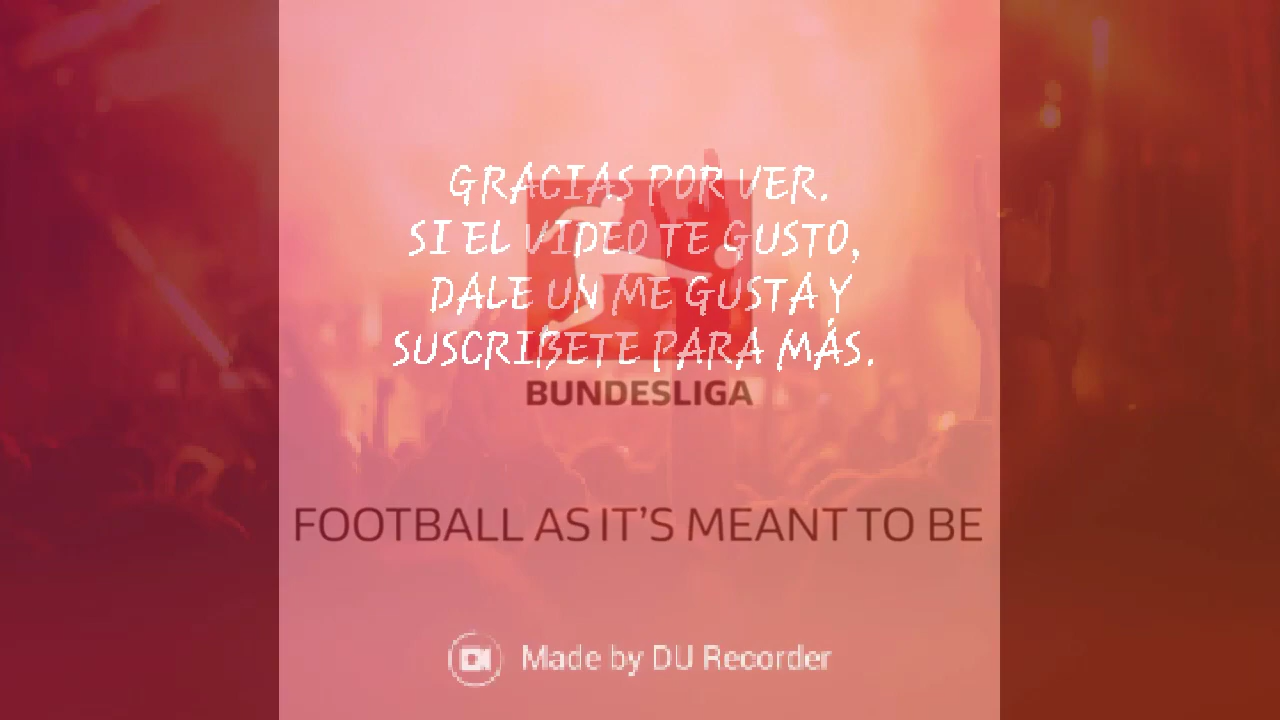 GRACIAS POR VER.
SI EL VIDEO TE GUSTO,
DALE UN ME GUSTA Y
SUSCRIBETE PARA MÁS.
BUNDESLIGA
FOOTBALL AS IT'S MEANT TO BE
Made by DU Recorder